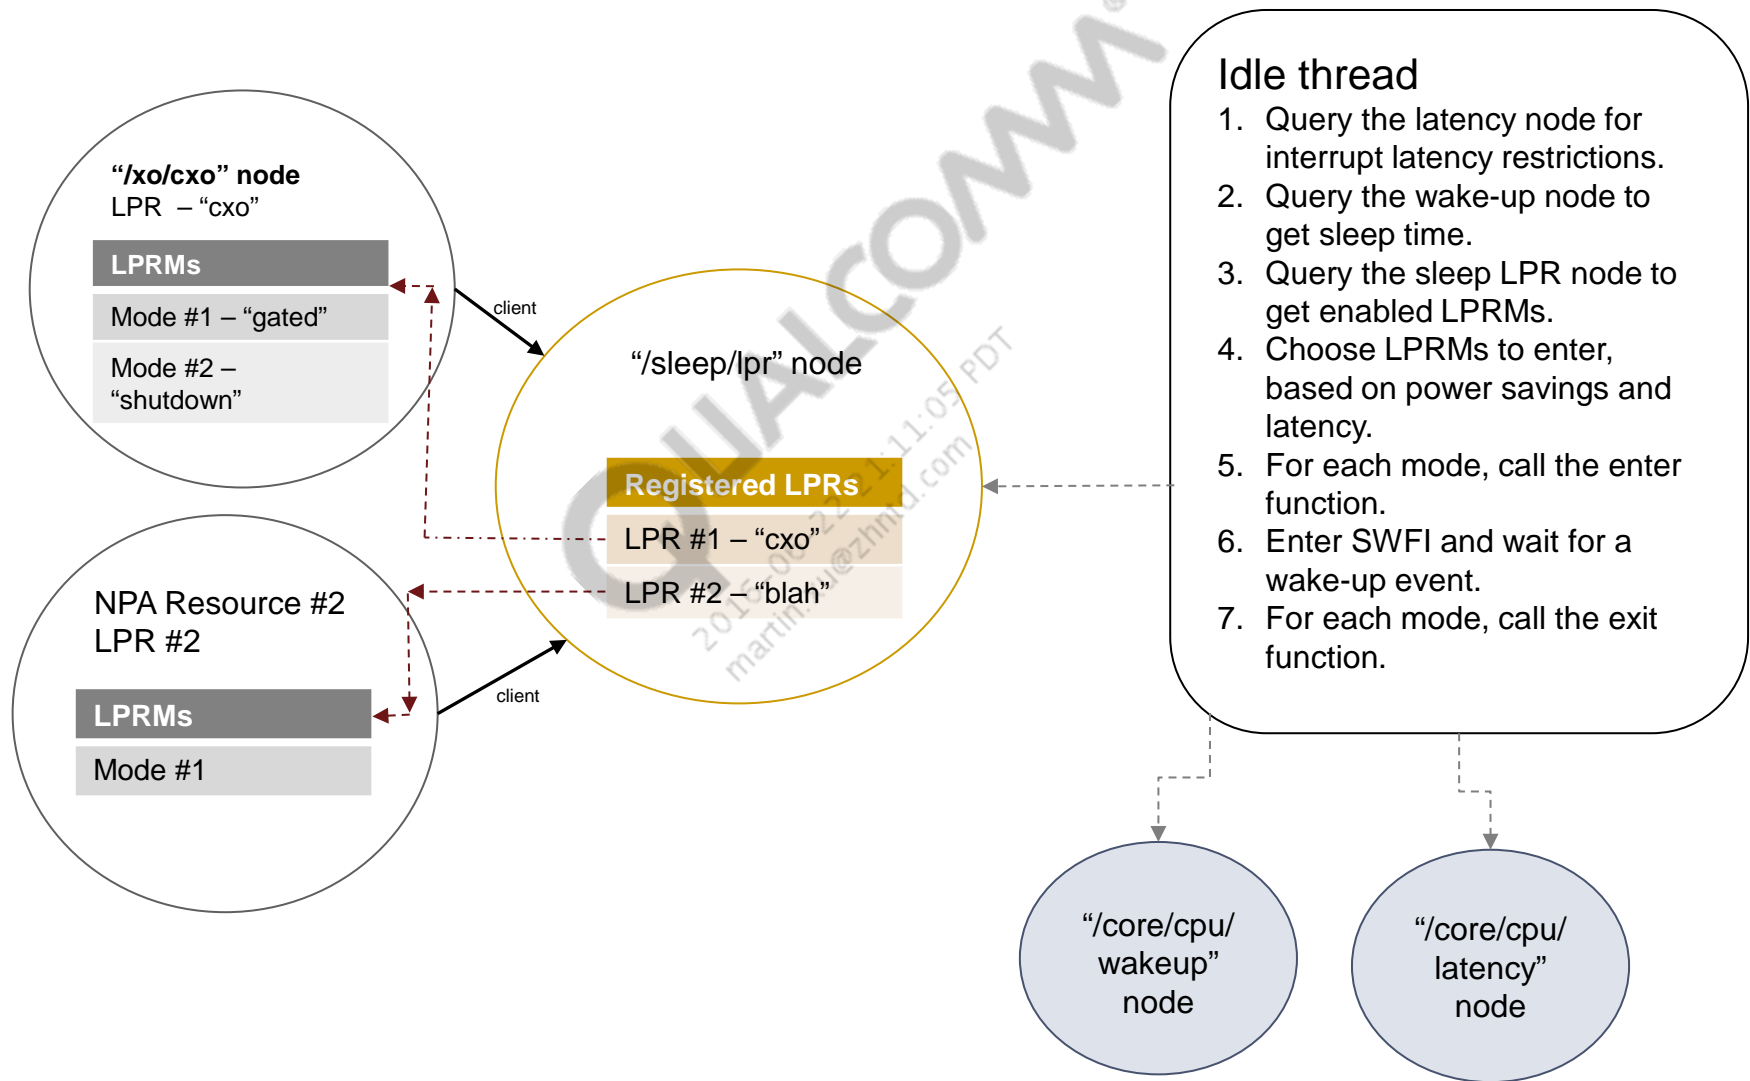 “/xo/cxo” node
LPR – “cxo”
LPRMs
Mode #1 – “gated”
Mode #2 –
“shutdown”
client
NPA Resource #2
LPR #2
LPRMs
Mode #1
client
“/sleep/lpr” node
Registered LPRs
LPR #1 – “cxo”
LPR #2 – “blah”
QUALCOMM®
21:11:05 PDT
Idle thread
1. Query the latency node for
interrupt latency restrictions.
2. Query the wake-up node to
get sleep time.
3. Query the sleep LPR node to
get enabled LPRMs.
4. Choose LPRMs to enter,
based on power savings and
latency.
5. For each mode, call the enter
function.
6. Enter SWFI and wait for a
wake-up event.
7. For each mode, call the exit
function.
“/core/cpu/
wakeup”
node
“/core/cpu/
latency”
node